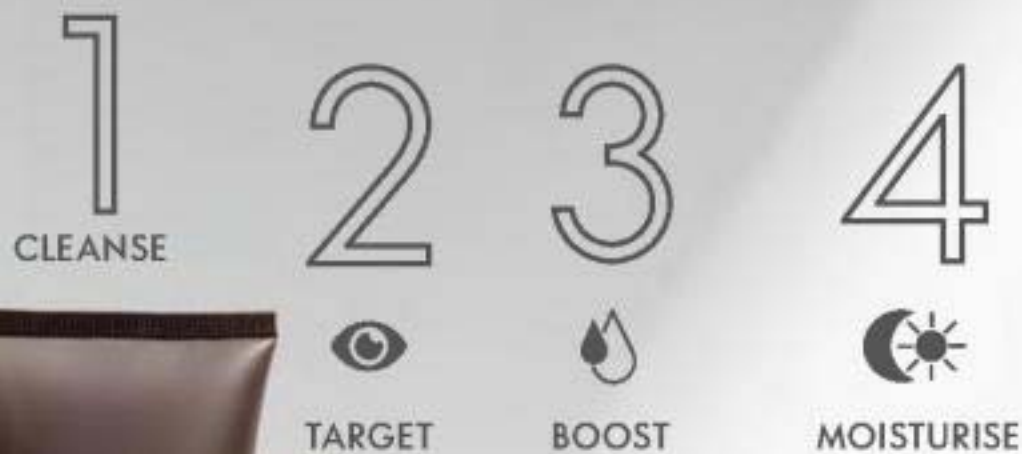 1
CLEANSE
2
TARGET
3
BOOST
4
MOISTURISE